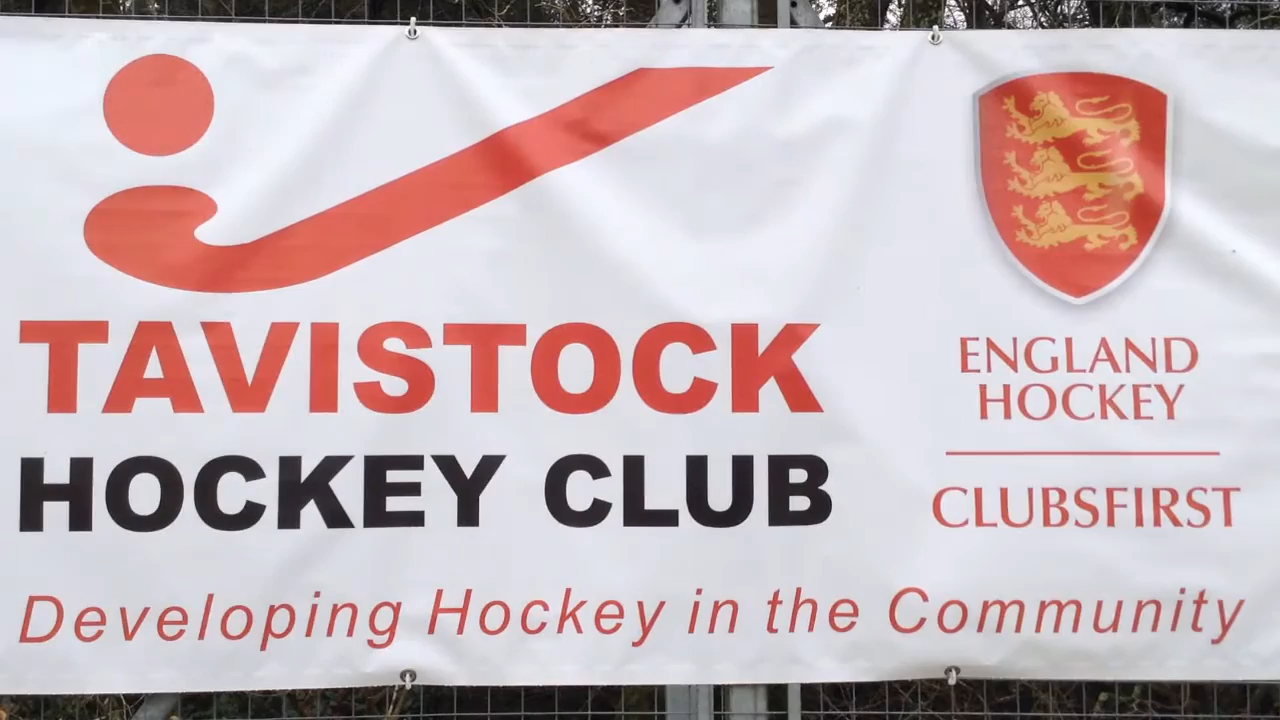 TAVISTOCK
HOCKEY CLUB
Developing Hockey in the Community
ENGLAND
HOCKEY
CLUBSFIRST